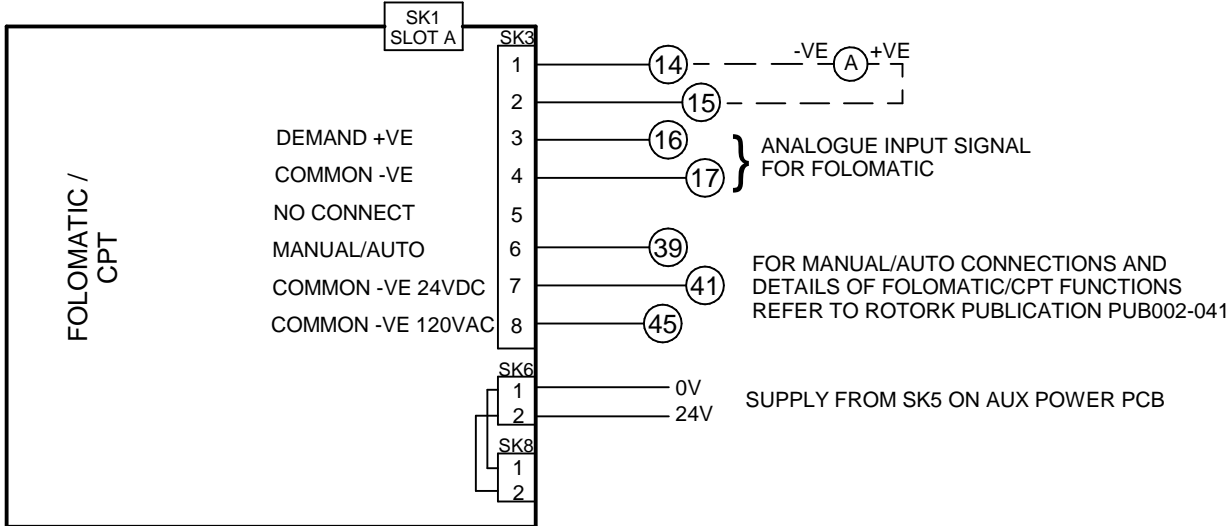 SK1
SLOT A
SK3
FOLOMATIC /
CPT
1
14
-VE
A
+VE
2
15
DEMAND +VE
3
16
COMMON -VE
4
17
}
ANALOGUE INPUT SIGNAL
FOR FOLOMATIC
NO CONNECT
5
MANUAL/AUTO
6
39
COMMON -VE 24VDC
7
41
COMMON -VE 120VAC
8
45
FOR MANUAL/AUTO CONNECTIONS AND
DETAILS OF FOLOMATIC/CPT FUNCTIONS
REFER TO ROTORK PUBLICATION PUB002-041
SK6
1
0V
2
24V
SUPPLY FROM SK5 ON AUX POWER PCB
SK8
1
2